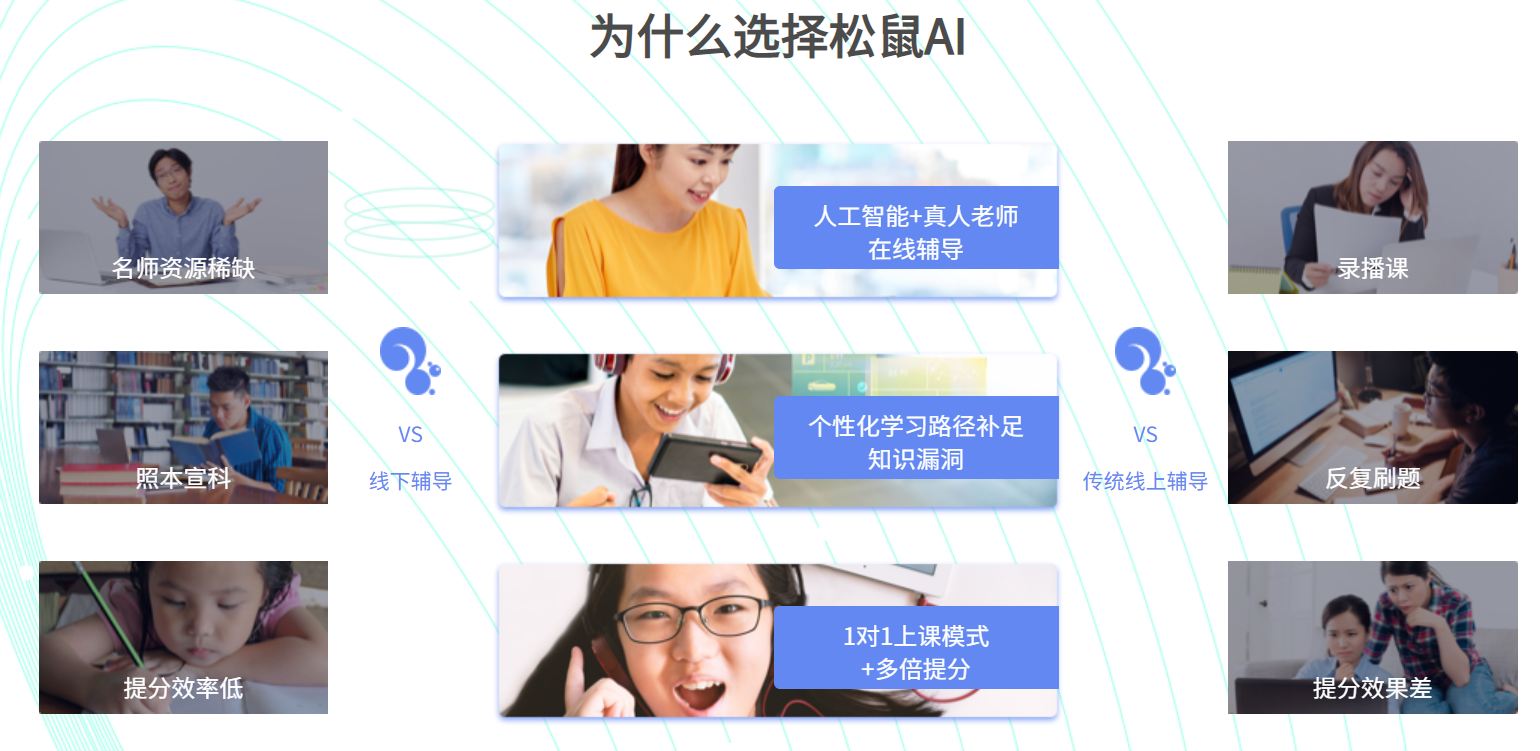 为什么选择松鼠AI
名师资源稀缺
人工智能+真人老师
在线辅导
录播课
照本宣科
VS
线下辅导
个性化学习路径补足
知识漏洞
VS
传统线上辅导
反复刷题
提分效率低
1对1上课模式
+多倍提分
提分效果差